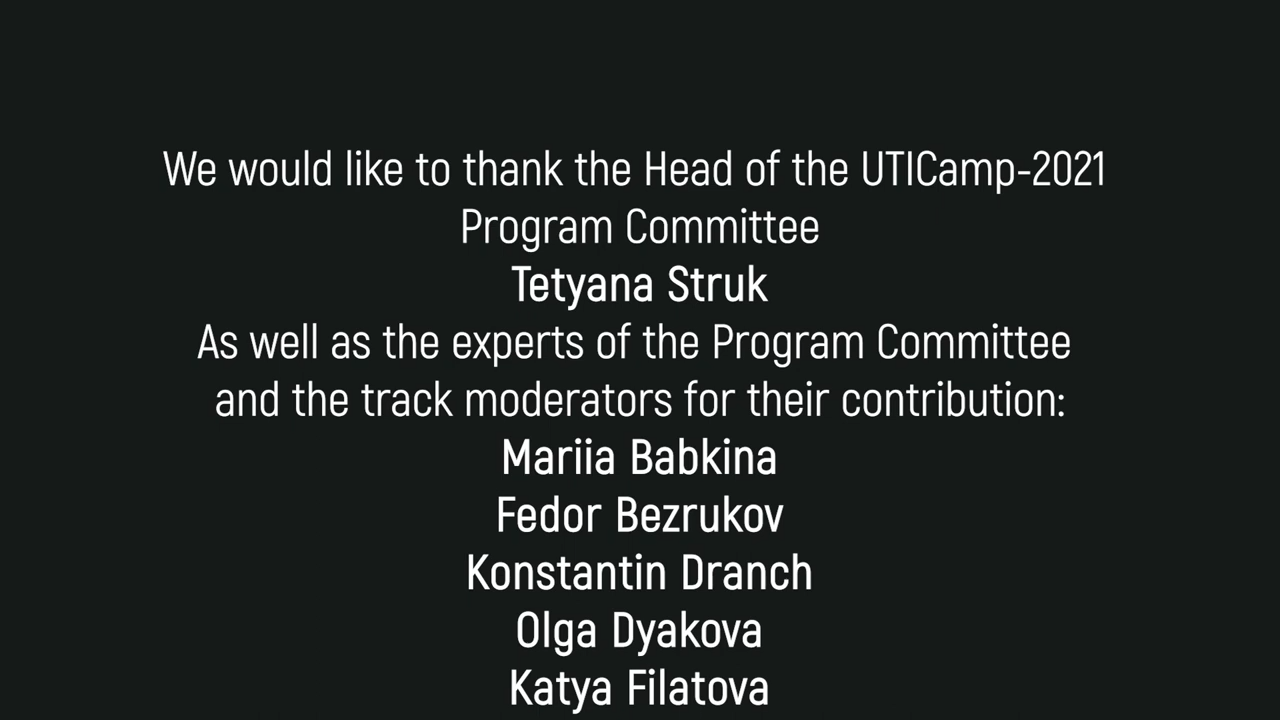 We would like to thank the Head of the UTICamp-2021
Program Committee
Tetyana Struk
As well as the experts of the Program Committee
and the track moderators for their contribution:
Mariia Babkina
Fedor Bezrukov
Konstantin Dranch
Olga Dyakova
Katya Filatova